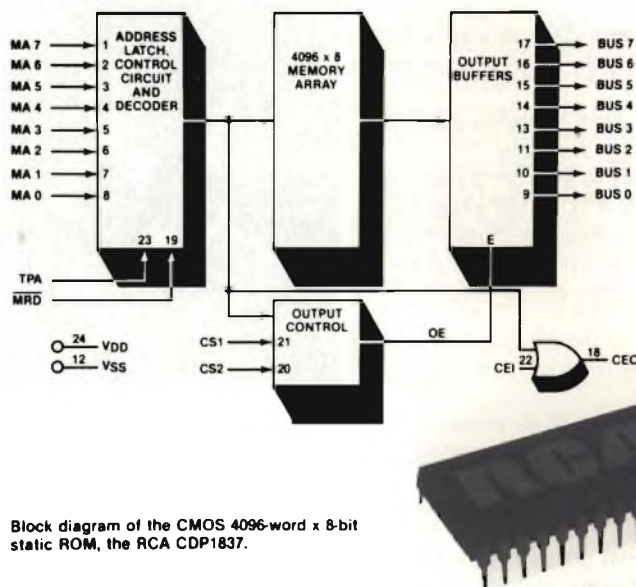 MA 7
MA 6
MA 5
MA 4
MA 3
MA 2
MA 1
MA 0
1
2
3
4
5
6
7
8
ADDRESS
LATCH,
CONTROL
CIRCUIT
AND
DECODER
23 19
TPA
MRD
4096 x 8
MEMORY
ARRAY
OUTPUT
BUFFERS
17
16
15
14
13
11
10
9
E
BUS 7
BUS 6
BUS 5
BUS 4
BUS 3
BUS 2
BUS 1
BUS 0
24 VDD
12 VSS
OUTPUT
CONTROL
CS1 21
CS2 20
OE
22
CEI
18
CEO
RCA
Block diagram of the CMOS 4096-word x 8-bit
static ROM, the RCA CDP1837.